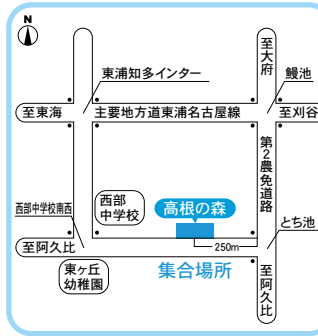 N
至大府
東浦知多インター
鰻池
至東海
主要地方道東浦名古屋線
至刈谷
第2農免道路
西部
中学校
高根の森
西部中学校南西
とち池
250m
至阿久比
集合場所
東ヶ丘
幼稚園
至阿久比